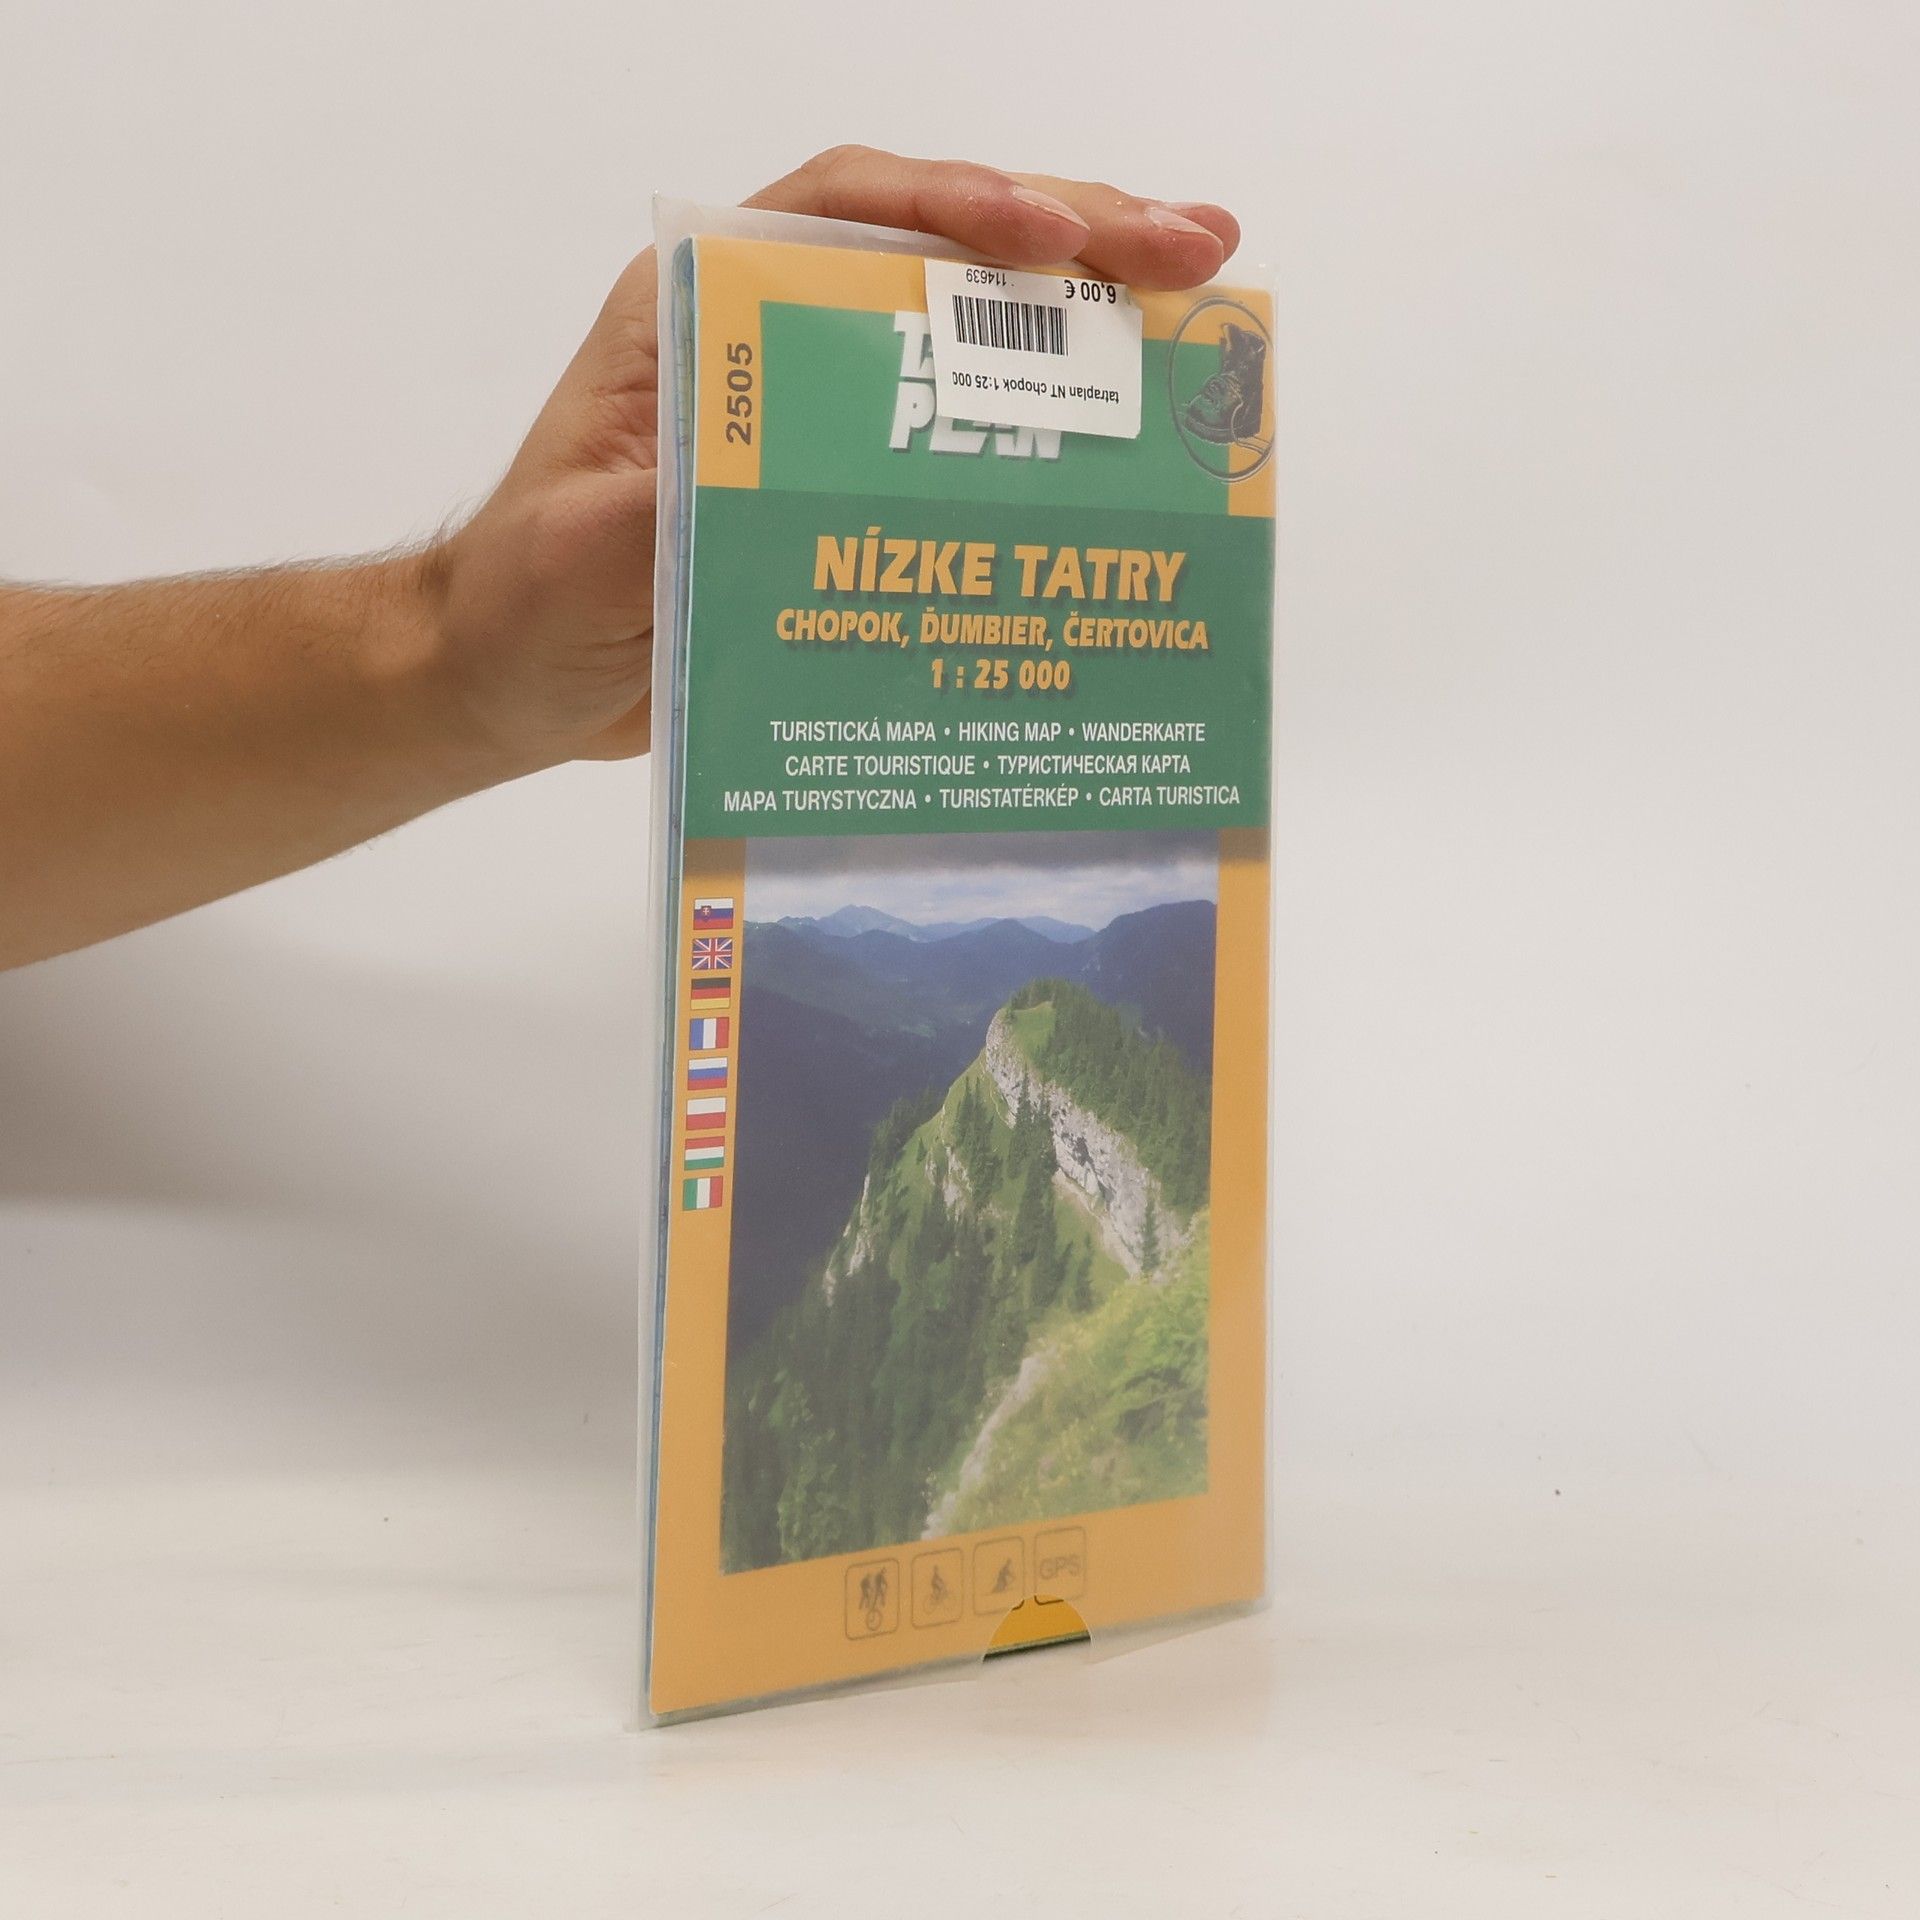 6,00 €
114639
tatraplan NT chopok 1:25 000
2505
PLAN
NÍZKE TATRY
CHOPOK, ĎUMBIER, ČERTOVICA
1 : 25 000
TURISTICKÁ MAPA • HIKING MAP • WANDERKARTE
CARTE TOURISTIQUE • ТУРИСТИЧЕСКАЯ КАРТА
MAPA TURYSTYCZNA • TURISTATÉRKÉP • CARTA TURISTICA
GPS